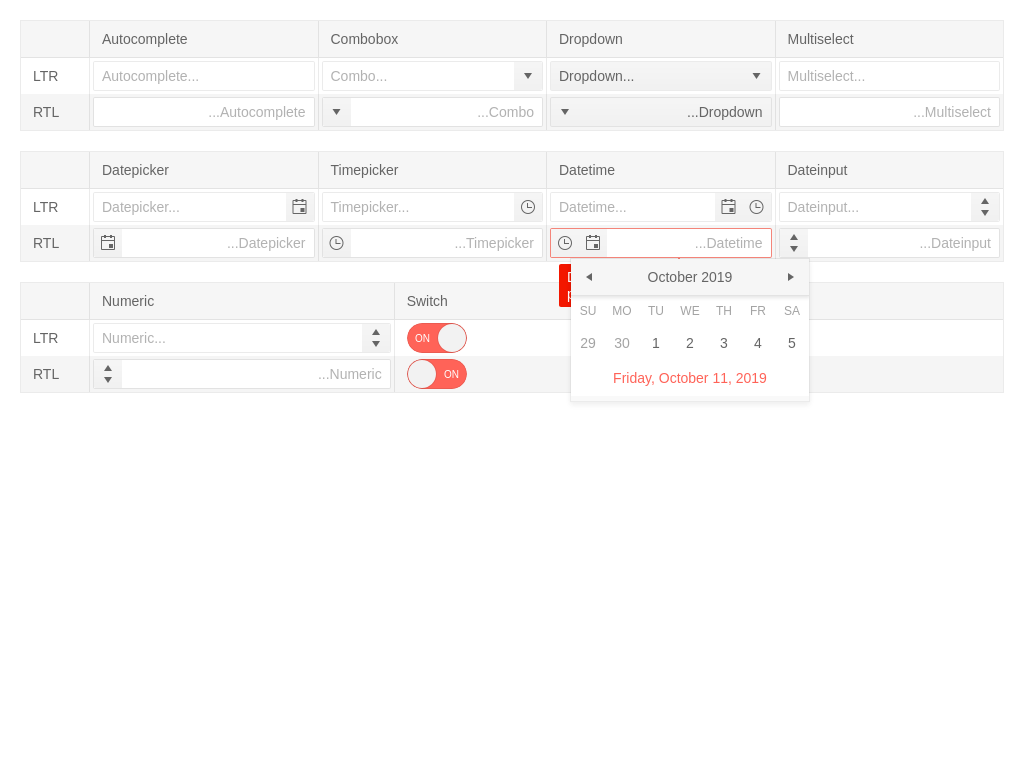 Autocomplete Combobox Dropdown Multiselect
LTR Autocomplete... Combo... Dropdown... Multiselect...
RTL ...Autocomplete ...Combo ...Dropdown ...Multiselect
Datepicker Timepicker Datetime Dateinput
LTR Datepicker... Timepicker... Datetime... Dateinput...
RTL ...Datepicker ...Timepicker ...Datetime ...Dateinput
October 2019
Numeric Switch
SU MO TU WE TH FR SA
LTR Numeric... ON
29 30 1 2 3 4 5
RTL ...Numeric ON
Friday, October 11, 2019